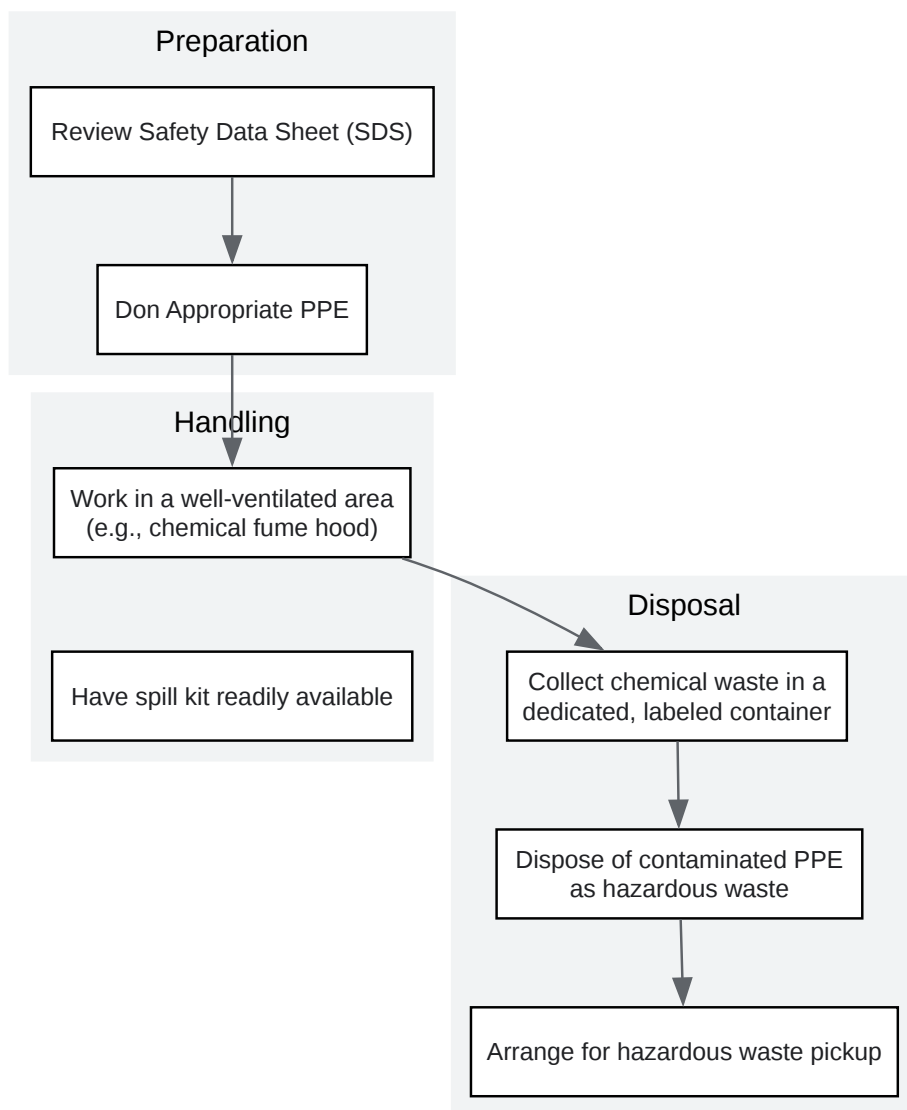 Preparation
Review Safety Data Sheet (SDS)
Don Appropriate PPE
Handling
Work in a well-ventilated area
(e.g., chemical fume hood)
Have spill kit readily available
Disposal
Collect chemical waste in a
dedicated, labeled container
Dispose of contaminated PPE
as hazardous waste
Arrange for hazardous waste pickup